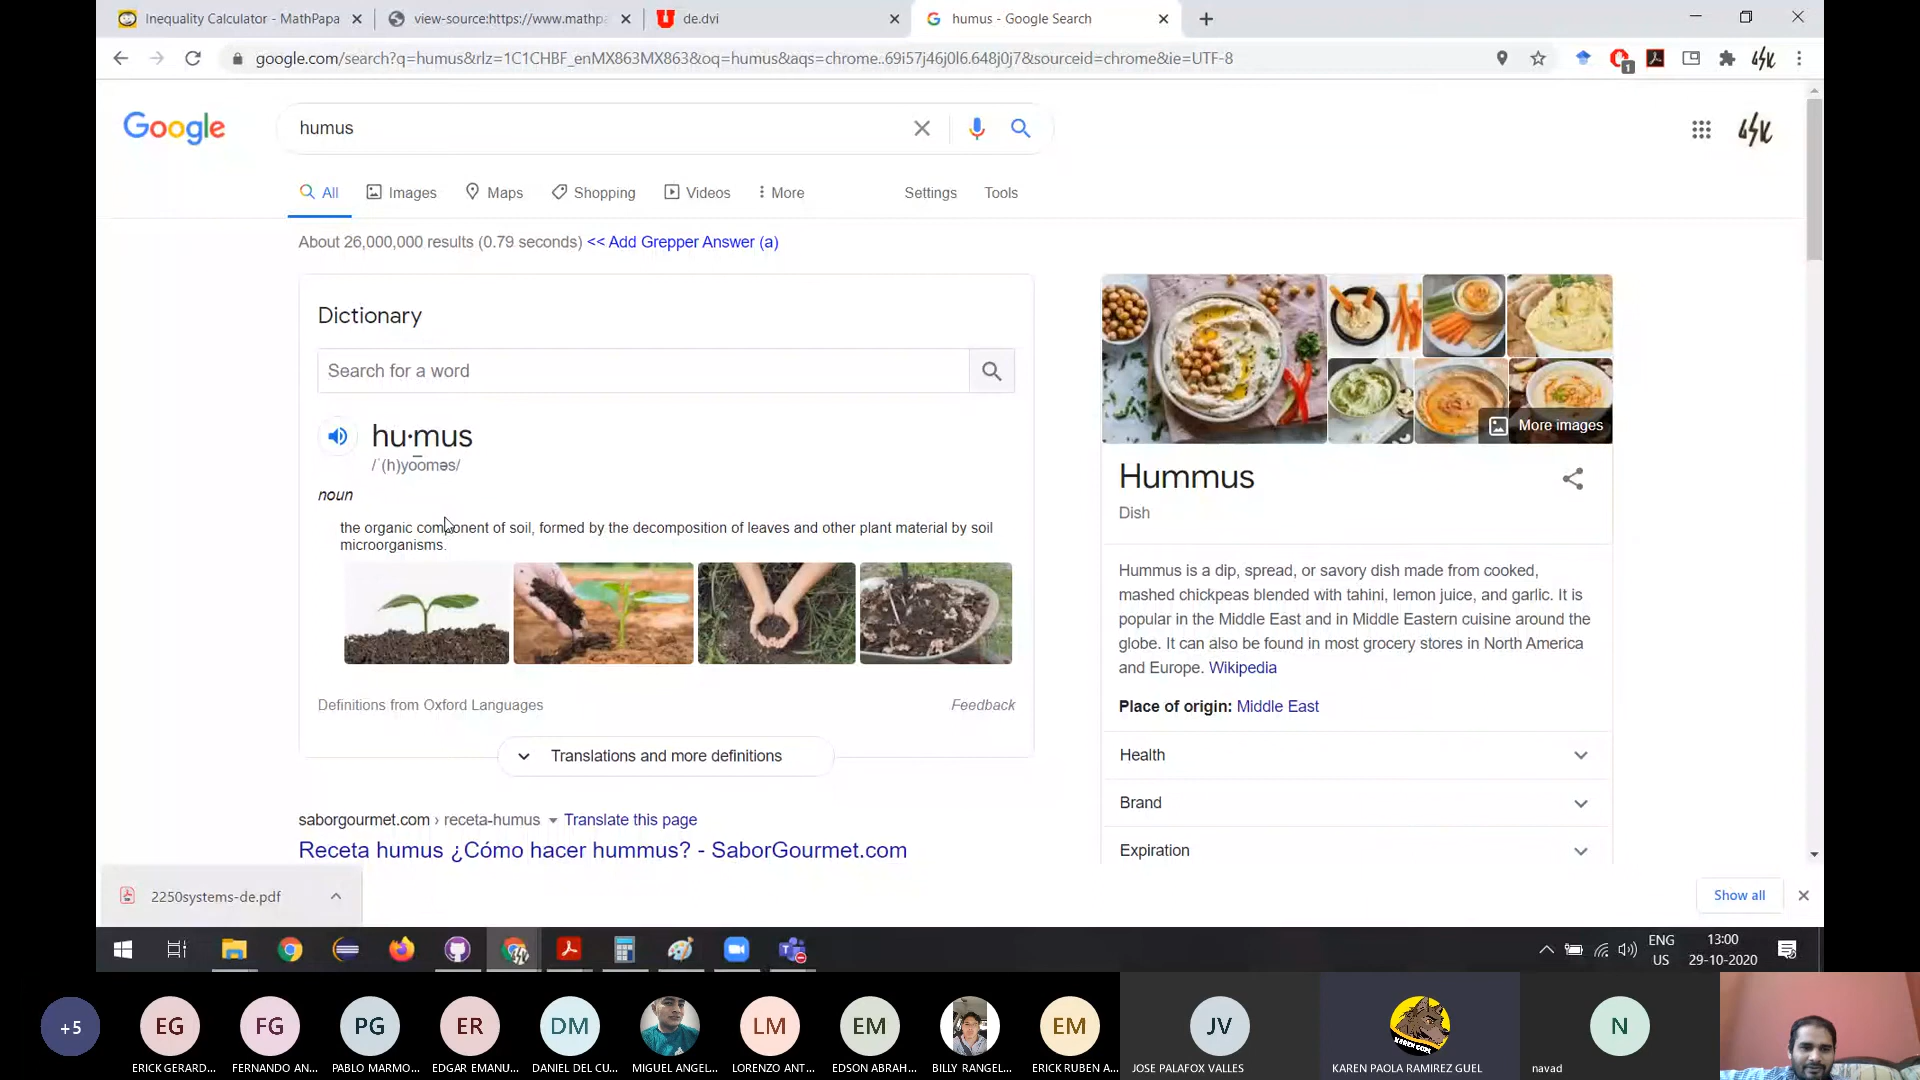 Inequality Calculator - MathPapa
view-source:https://www.mathpa
de.dvi
humus - Google Search
google.com/search?q=humus&rlz=1C1CHBF_enMX863MX863&oq=humus&aqs=chrome..69i57j46j0l6.648j0j7&sourceid=chrome&ie=UTF-8
1
Google
humus
All
Images
Maps
Shopping
Videos
More
Settings
Tools
About 26,000,000 results (0.79 seconds) << Add Grepper Answer (a)
Dictionary
Search for a word
hu·mus
/ˈ(h)yo͞oməs/
noun
the organic component of soil, formed by the decomposition of leaves and other plant material by soil
microorganisms.
Definitions from Oxford Languages
Feedback
Translations and more definitions
saborgourmet.com › receta-humus
Translate this page
Receta humus ¿Cómo hacer hummus? - SaborGourmet.com
More images
Hummus
Dish
Hummus is a dip, spread, or savory dish made from cooked,
mashed chickpeas blended with tahini, lemon juice, and garlic. It is
popular in the Middle East and in Middle Eastern cuisine around the
globe. It can also be found in most grocery stores in North America
and Europe. Wikipedia
Place of origin: Middle East
Health
Brand
Expiration
2250systems-de.pdf
Show all
ENG
US
13:00
29-10-2020
+5
EG
FG
PG
ER
DM
LM
EM
EM
JV
KAREN GUEL
N
ERICK GERARD...
FERNANDO AN...
PABLO MARMO...
EDGAR EMANU...
DANIEL DEL CU...
MIGUEL ANGEL...
LORENZO ANT...
EDSON ABRAH...
BILLY RANGEL...
ERICK RUBEN A...
JOSE PALAFOX VALLES
KAREN PAOLA RAMIREZ GUEL
navad